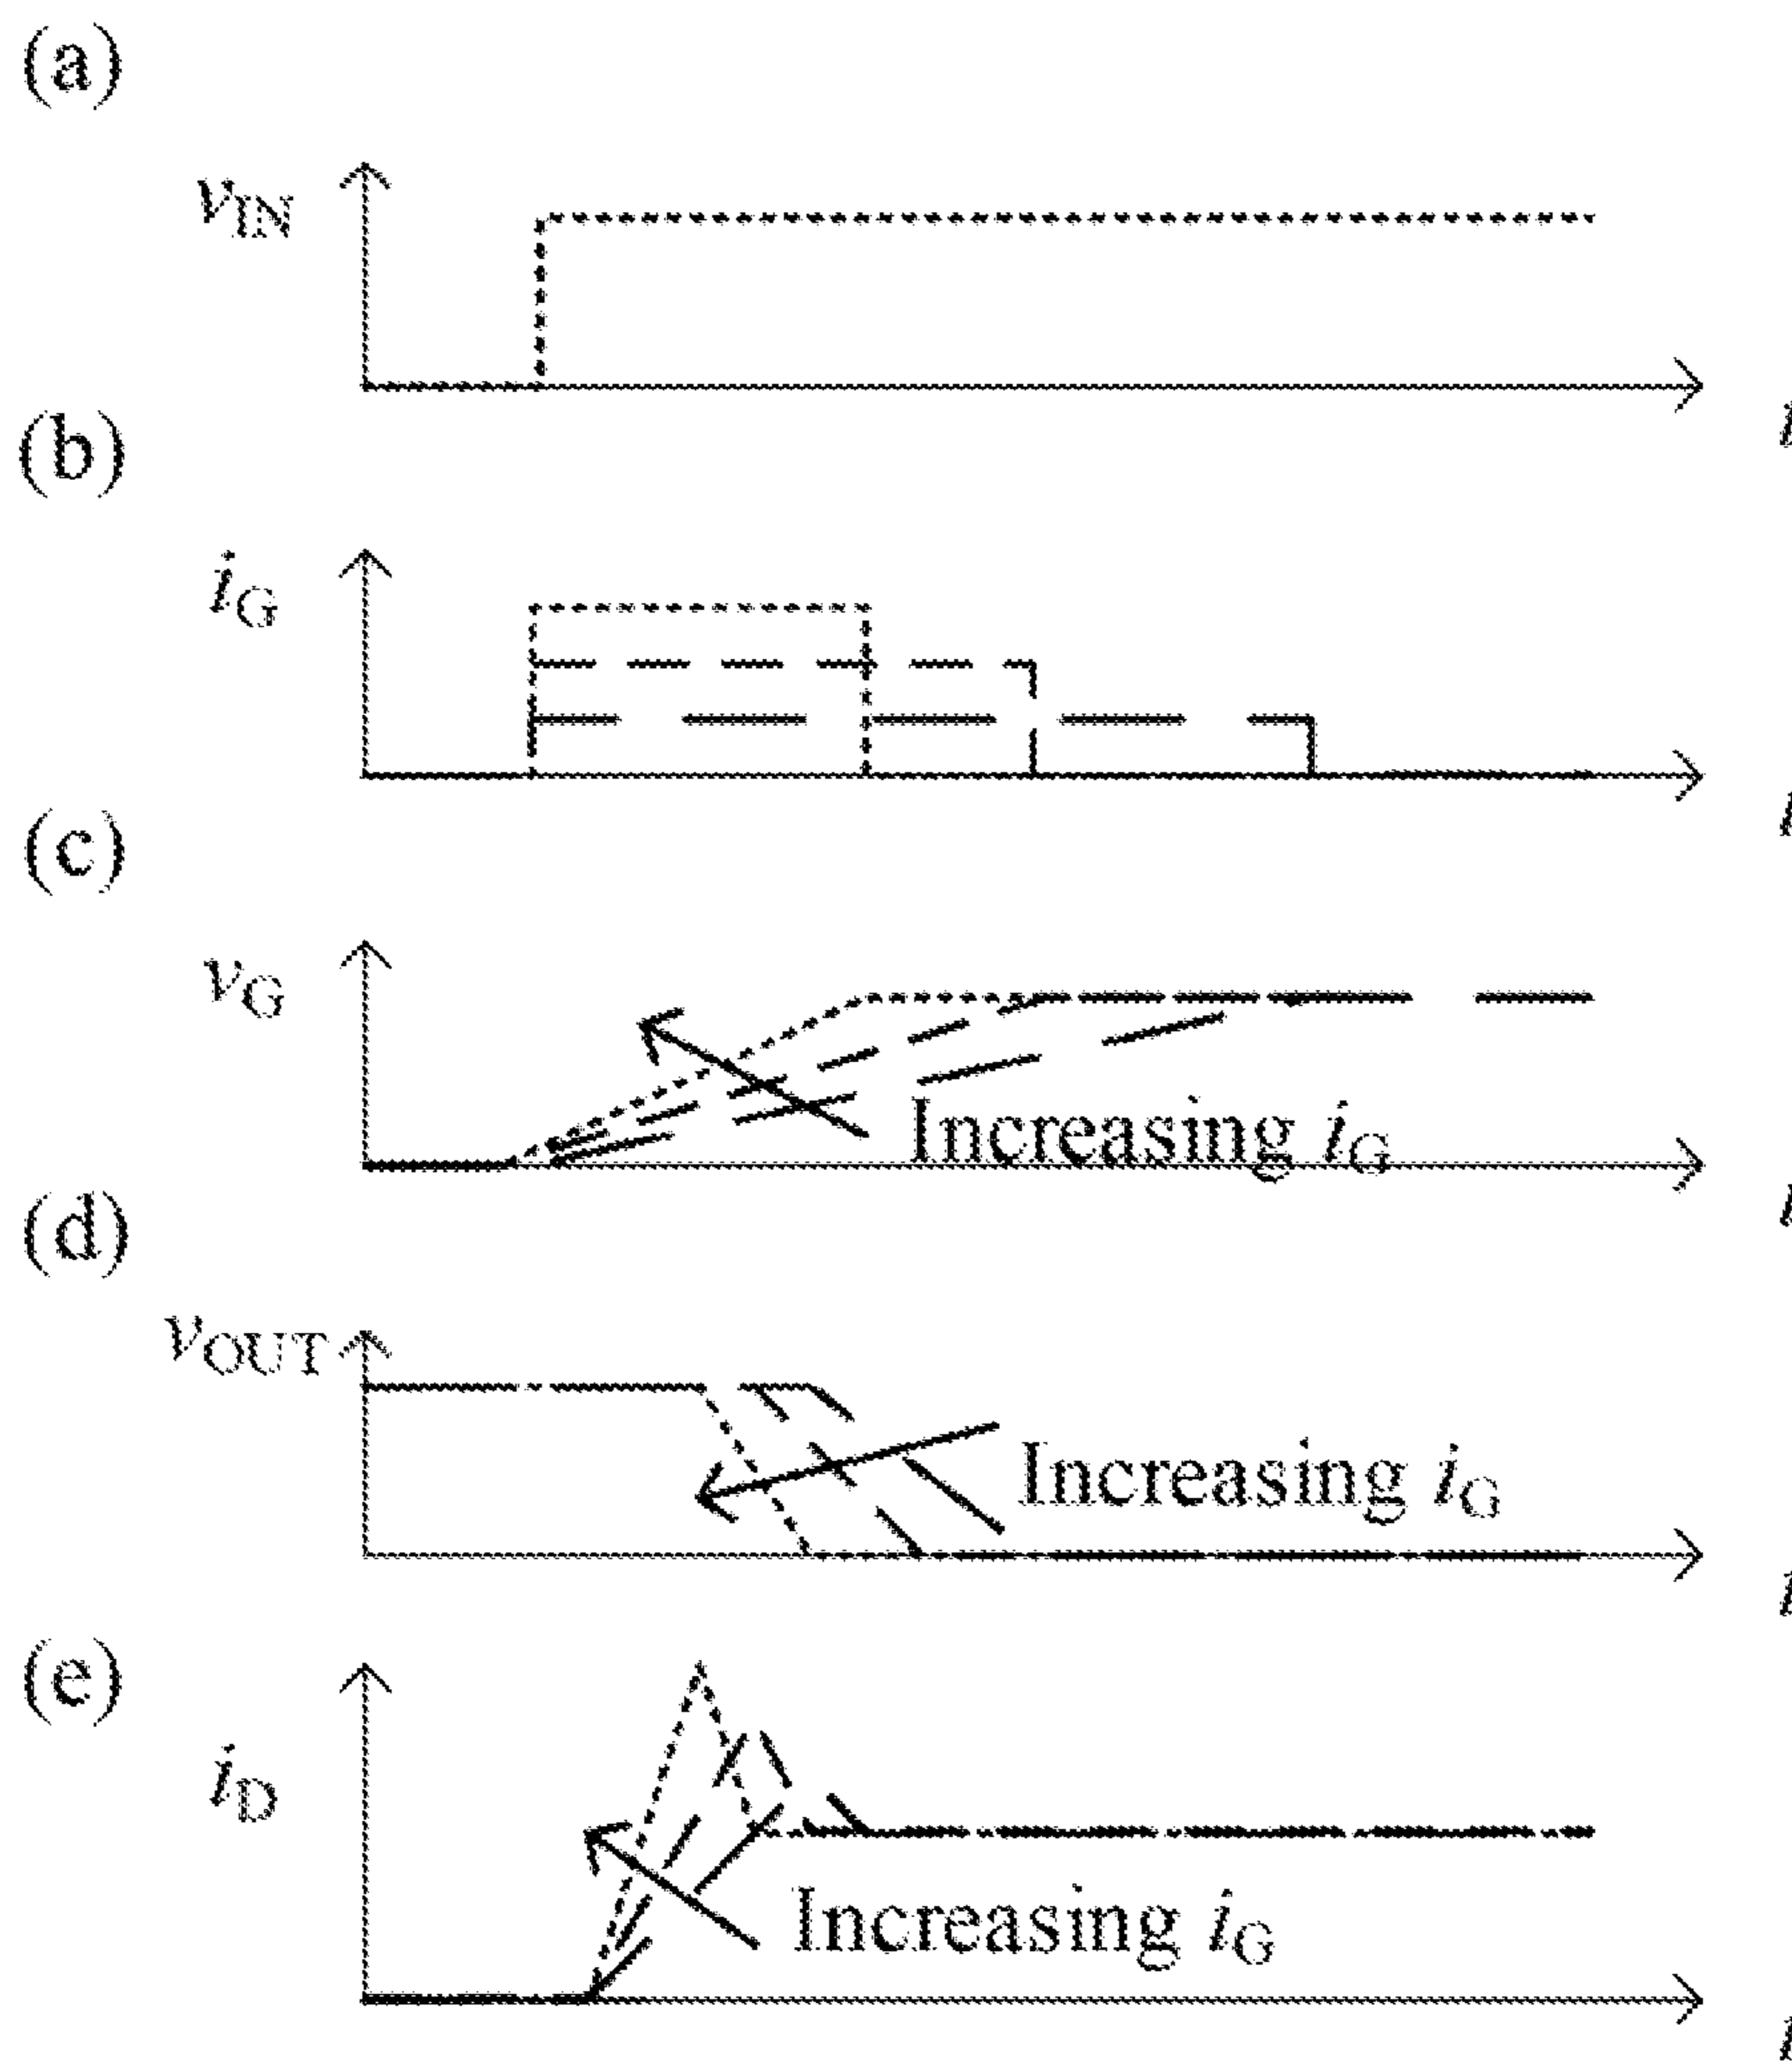 (a)
vIN
(b)
iG
(c)
vG
Increasing iG
(d)
vOUT
Increasing iG
(e)
iD
Increasing iG